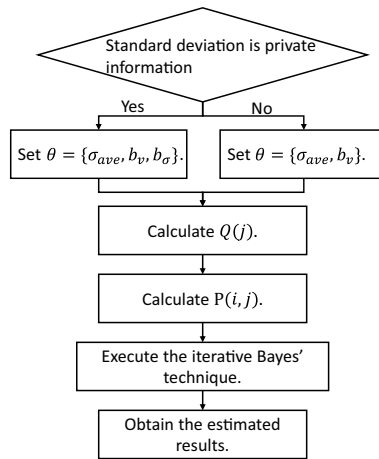 Standard deviation is private
information
Yes
No
Set θ = {σ_ave, b_v, b_σ}.
Set θ = {σ_ave, b_v}.
Calculate Q(j).
Calculate P(i, j).
Execute the iterative Bayes'
technique.
Obtain the estimated
results.